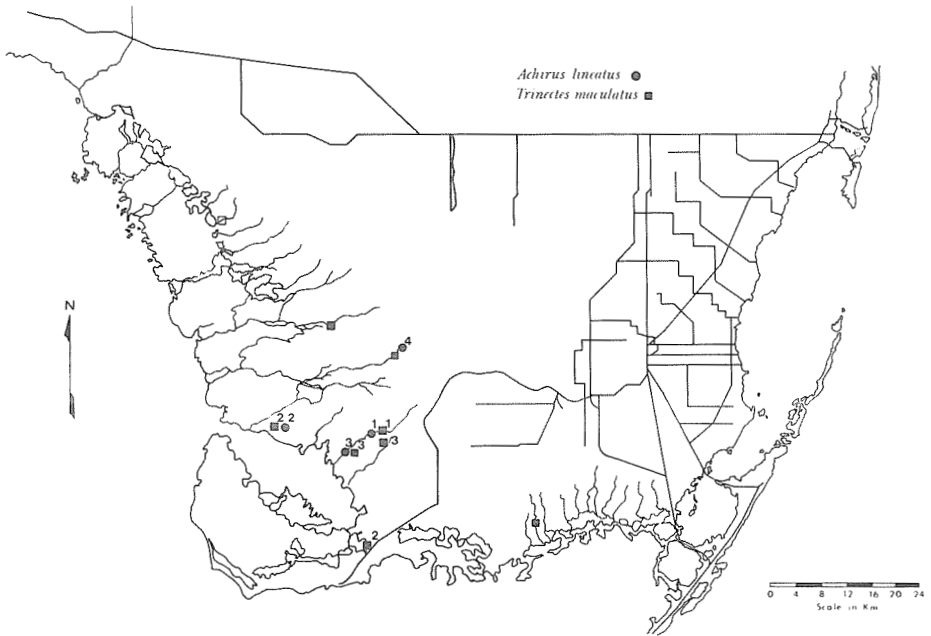 Achirus lineatus
Trinectes maculatus
N
4
2 2
1 1
3 3 3
2
0 4 8 12 16 20 24
Scale in Km